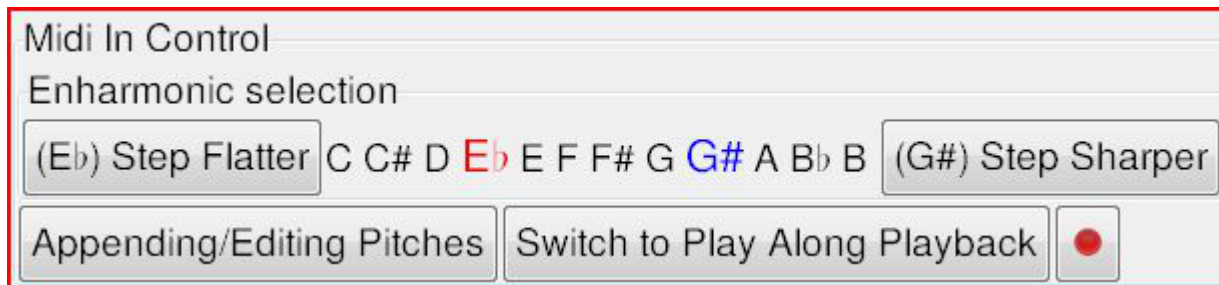 Midi In Control
Enharmonic selection
(E♭) Step Flatter C C# D E♭ E F F# G G# A B♭ B (G#) Step Sharper
Appending/Editing Pitches Switch to Play Along Playback